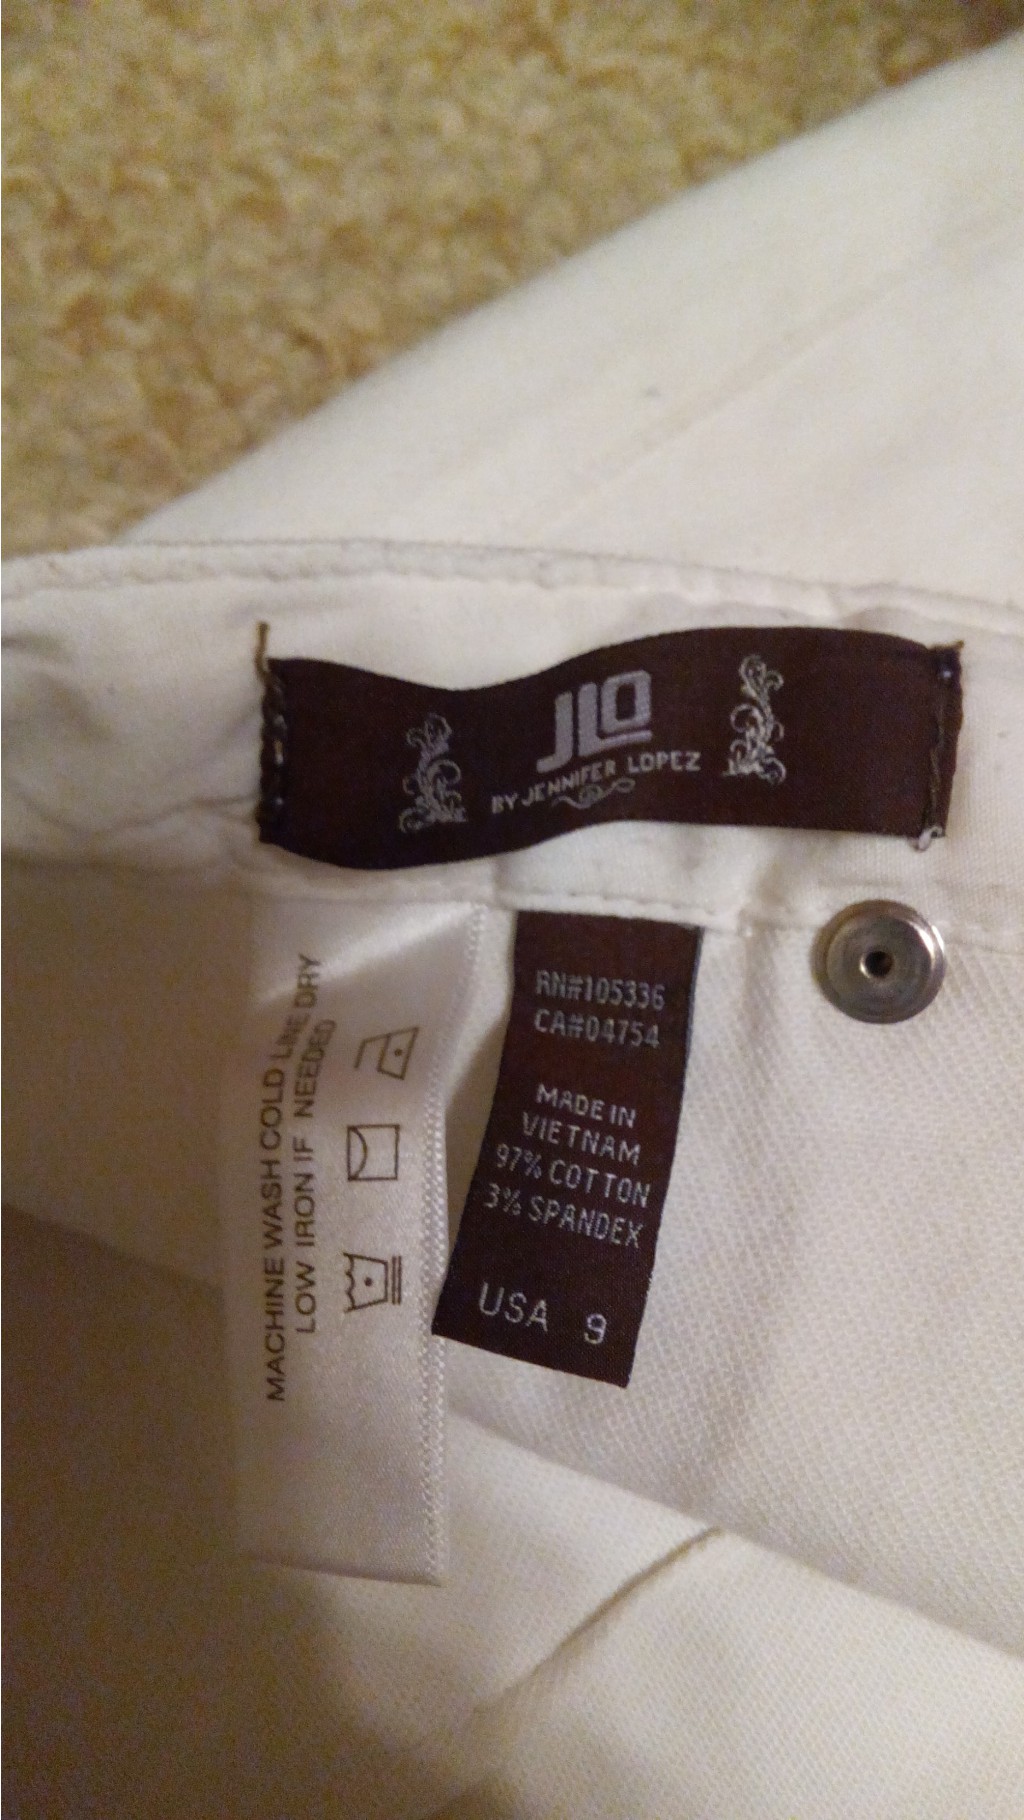 JLO
BY JENNIFER LOPEZ
RN#105336
CA#04754
MADE IN
VIETNAM
97% COTTON
3% SPANDEX
USA 9
MACHINE WASH COLD LINE DRY
LOW IRON IF NEEDED